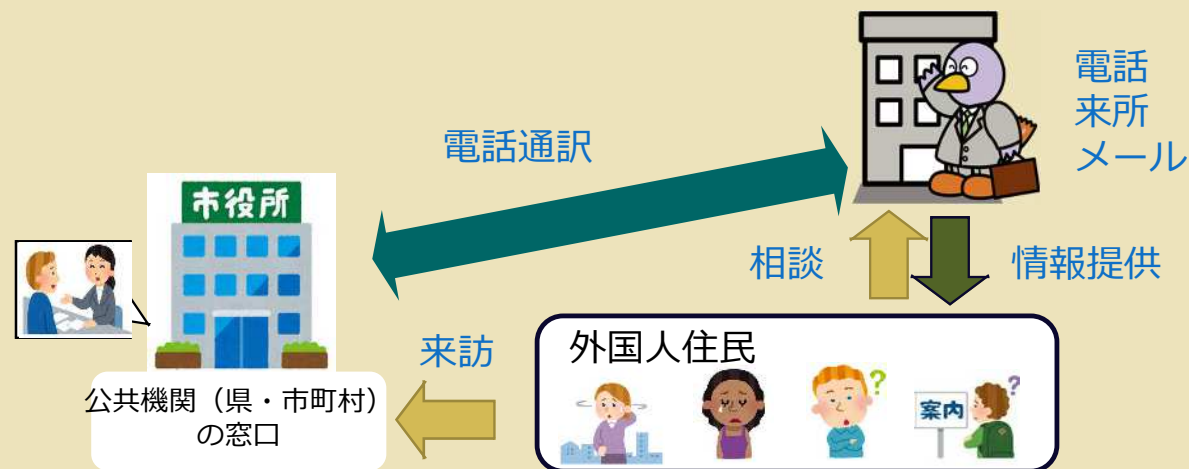 電話
来所
メール
電話通訳
市役所
相談
情報提供
来訪
外国人住民
案内
公共機関（県・市町村）
の窓口